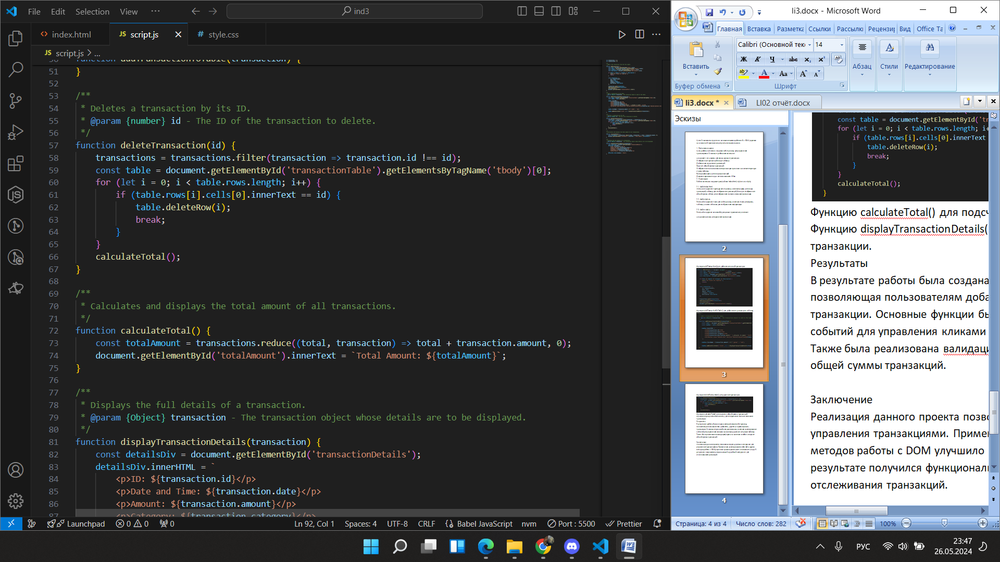 File Edit Selection View ··· ind3
index.html
JS script.js
# style.css
JS script.js > ...
51 }
52
53 /**
54 * Deletes a transaction by its ID.
55 * @param {number} id - The ID of the transaction to delete.
56 */
57 function deleteTransaction(id) {
58 transactions = transactions.filter(transaction => transaction.id !== id);
59 const table = document.getElementById('transactionTable').getElementsByTagName('tbody')[0];
60 for (let i = 0; i < table.rows.length; i++) {
61 if (table.rows[i].cells[0].innerText == id) {
62 table.deleteRow(i);
63 break;
64 }
65 }
66 calculateTotal();
67 }
68
69 /**
70 * Calculates and displays the total amount of all transactions.
71 */
72 function calculateTotal() {
73 const totalAmount = transactions.reduce((total, transaction) => total + transaction.amount, 0);
74 document.getElementById('totalAmount').innerText = `Total Amount: ${totalAmount}`;
75 }
76
77 /**
78 * Displays the full details of a transaction.
79 * @param {Object} transaction - The transaction object whose details are to be displayed.
80 */
81 function displayTransactionDetails(transaction) {
82 const detailsDiv = document.getElementById('transactionDetails');
83 detailsDiv.innerHTML = `
84 <p>ID: ${transaction.id}</p>
85 <p>Date and Time: ${transaction.date}</p>
86 <p>Amount: ${transaction.amount}</p>
Launchpad 0 0 0 Ln 92, Col 1 Spaces: 4 UTF-8 CRLF Babel JavaScript nvm Port : 5500 Prettier
li3.docx - Microsoft Word
Главная Вставка Разметка Ссылки Рассылки Рецензир Вид Office Ta
Вставить
Буфер обмена
Calibri (Основной текс 14
Ж К Ч abc x₂ x²
ab A Aa A A
Шрифт
Абзац
Стили
Редактирование
li3.docx *
LI02 отчёт.docx
Эскизы
2
3
4
const table = document.getElementById('tr
for (let i = 0; i < table.rows.length; i+
if (table.rows[i].cells[0].innerText
table.deleteRow(i);
break;
}
}
calculateTotal();
}
Функцию calculateTotal() для подсч
Функцию displayTransactionDetails(
транзакции.
Результаты
В результате работы была создана
позволяющая пользователям доба
транзакции. Основные функции бы
событий для управления кликами
Также была реализована валидаци
общей суммы транзакций.
Заключение
Реализация данного проекта позво
управления транзакциями. Примен
методов работы с DOM улучшило
результате получился функционал
отслеживания транзакций.
Страница: 4 из 4 Число слов: 282 100%
РУС
23:47
26.05.2024